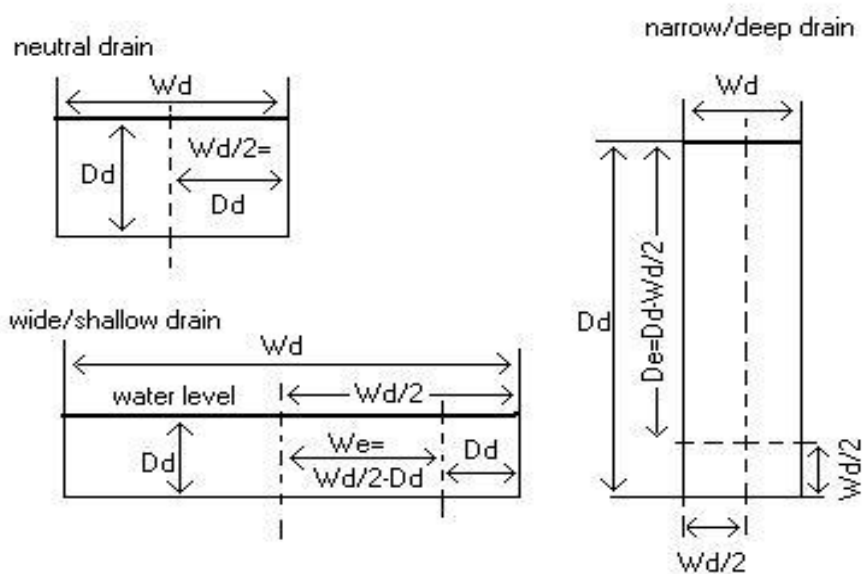 neutral drain
Wd
Dd
Wd/2=
Dd
wide/shallow drain
Wd
water level
Wd/2
Dd
We=
Wd/2-Dd
Dd
narrow/deep drain
Wd
Dd
De=Dd-Wd/2
Wd/2
Wd/2